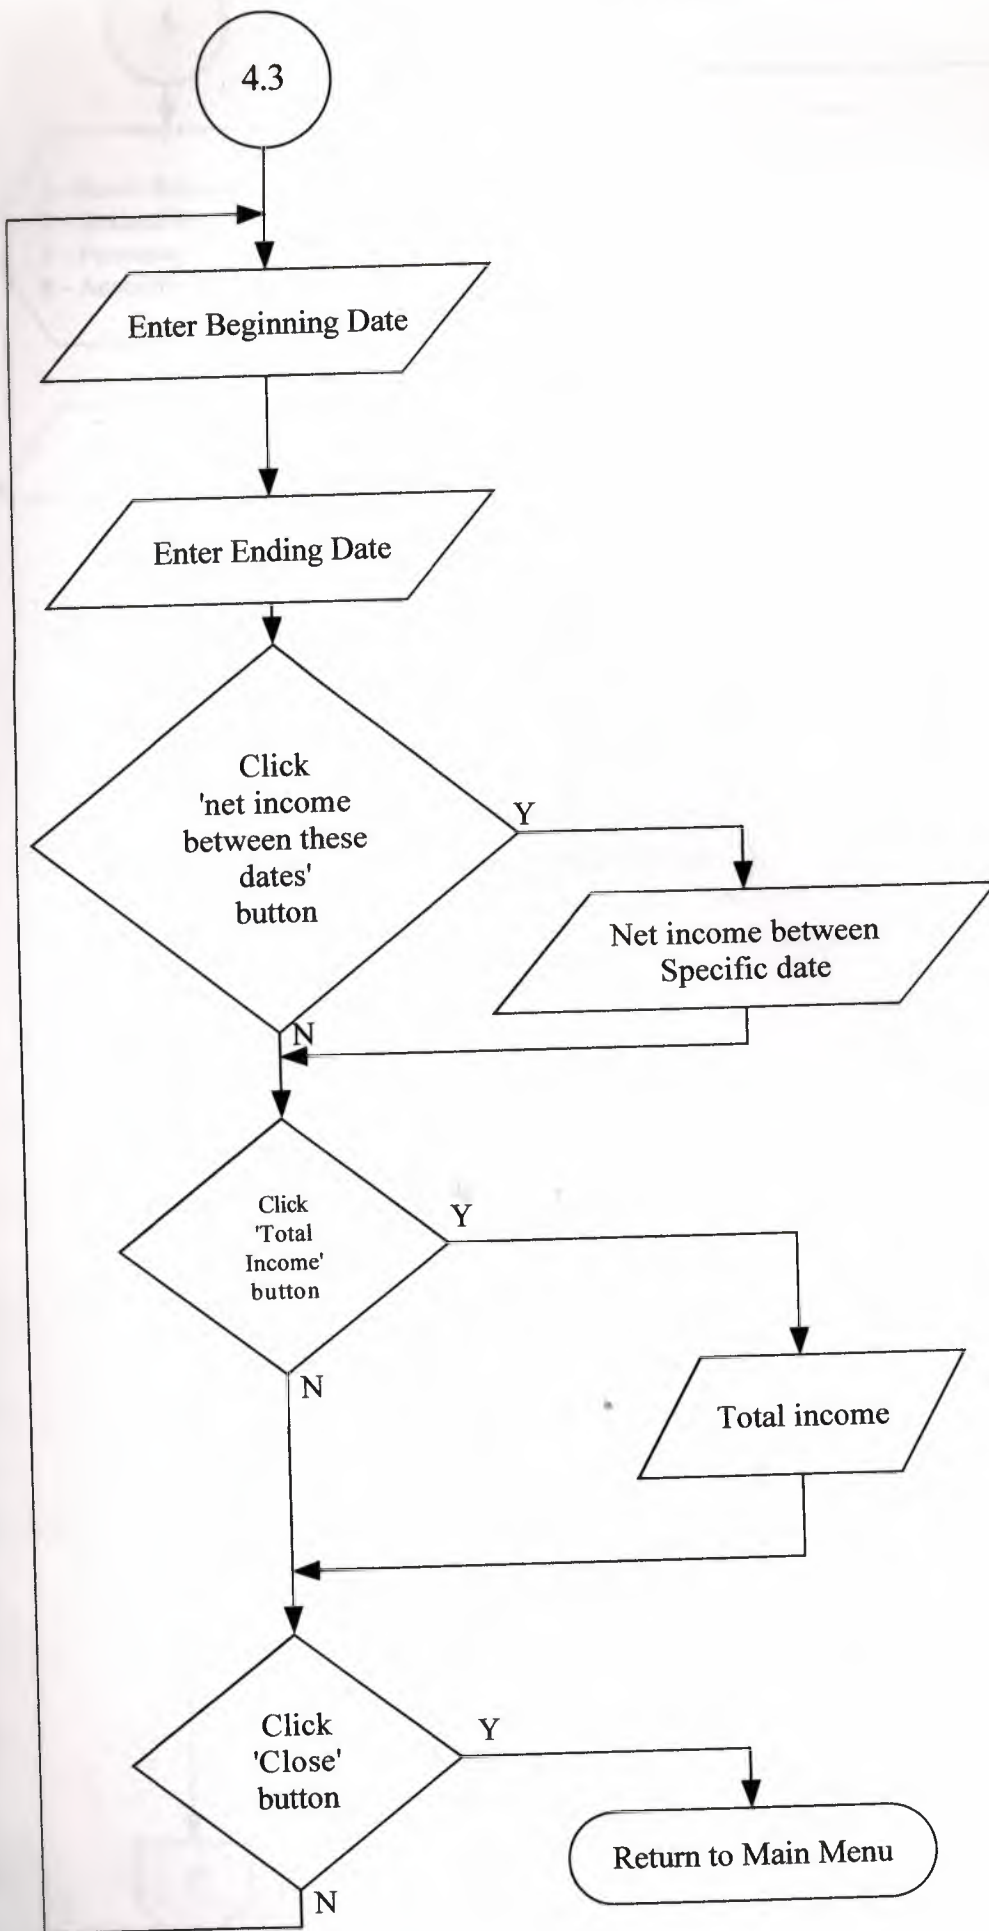 4.3
Enter Beginning Date
Enter Ending Date
Click
'net income
between these
dates'
button
Y
Net income between
Specific date
N
Click
'Total
Income'
button
Y
N
Total income
Click
'Close'
button
Y
Return to Main Menu
N